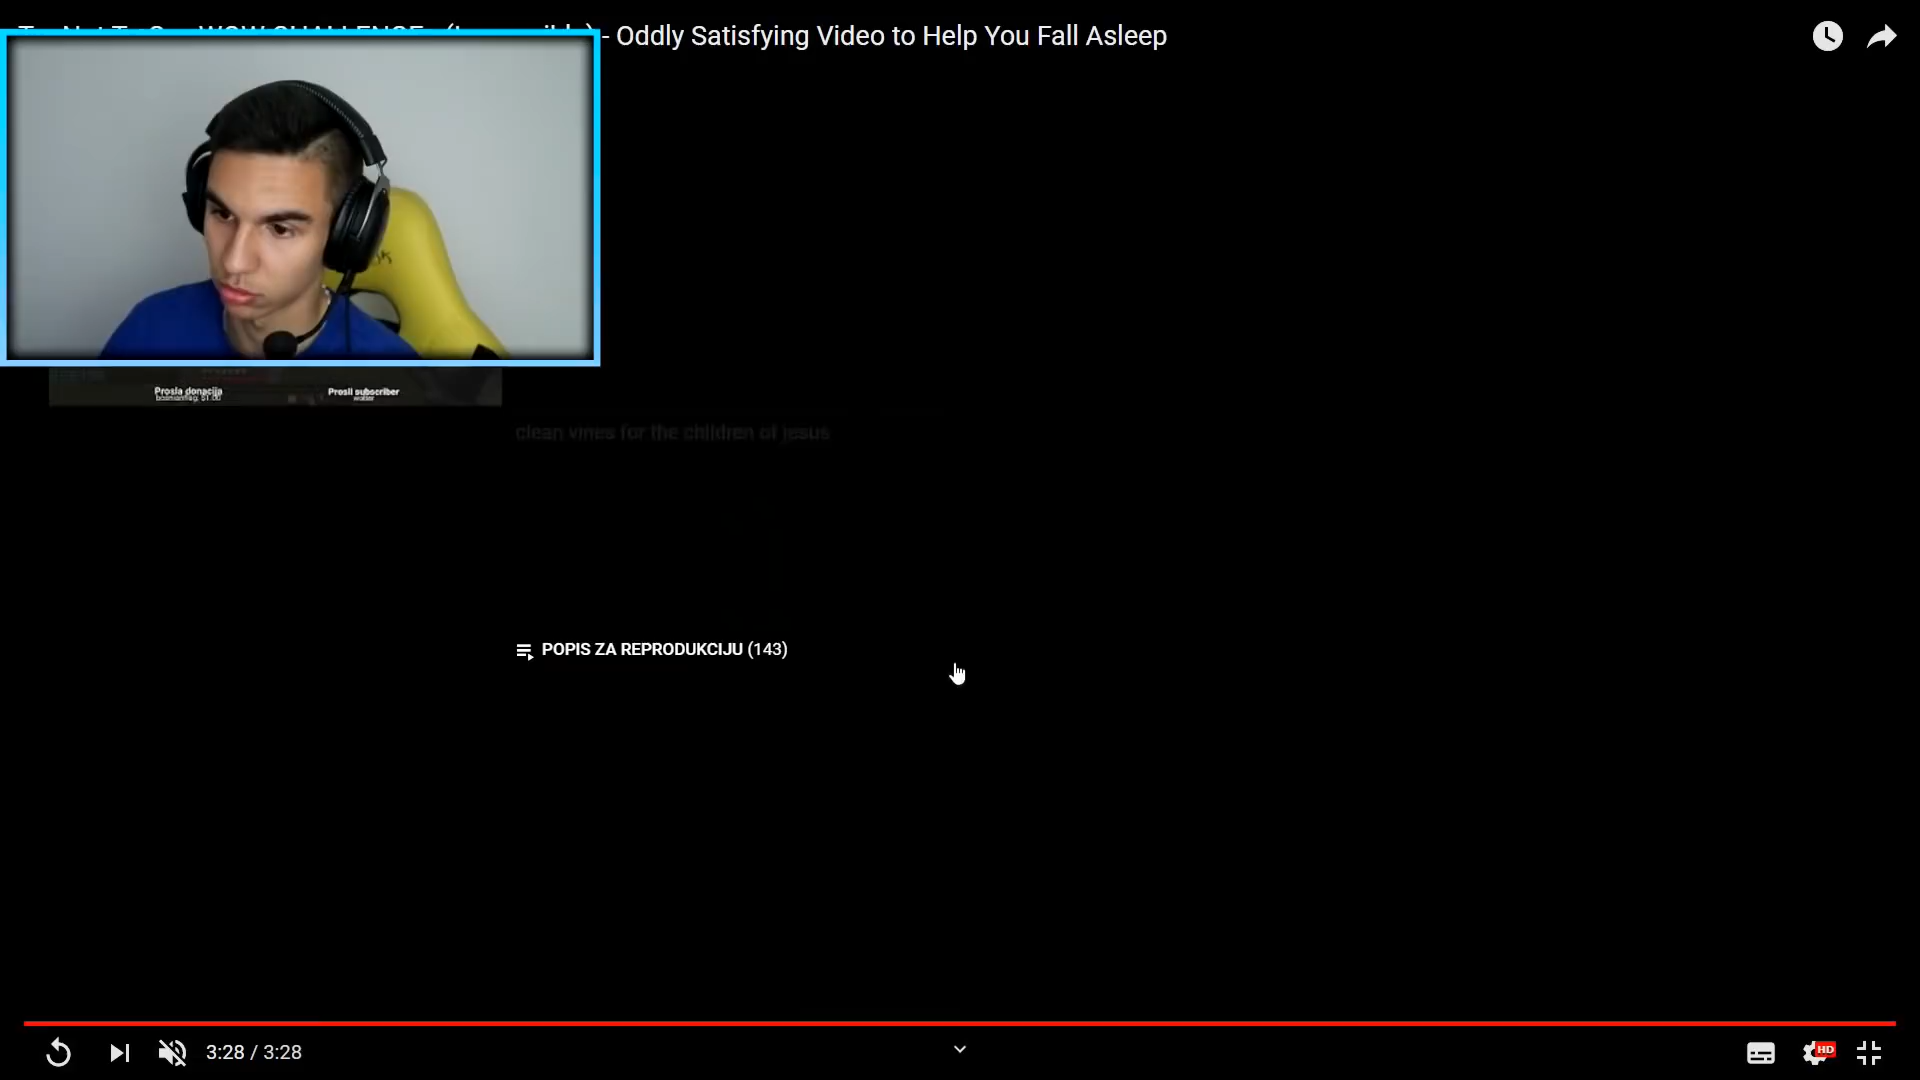 - Oddly Satisfying Video to Help You Fall Asleep
Prosla donacija
Prosli subscriber
clean vines for the children of jesus
POPIS ZA REPRODUKCIJU (143)
3:28 / 3:28
HD